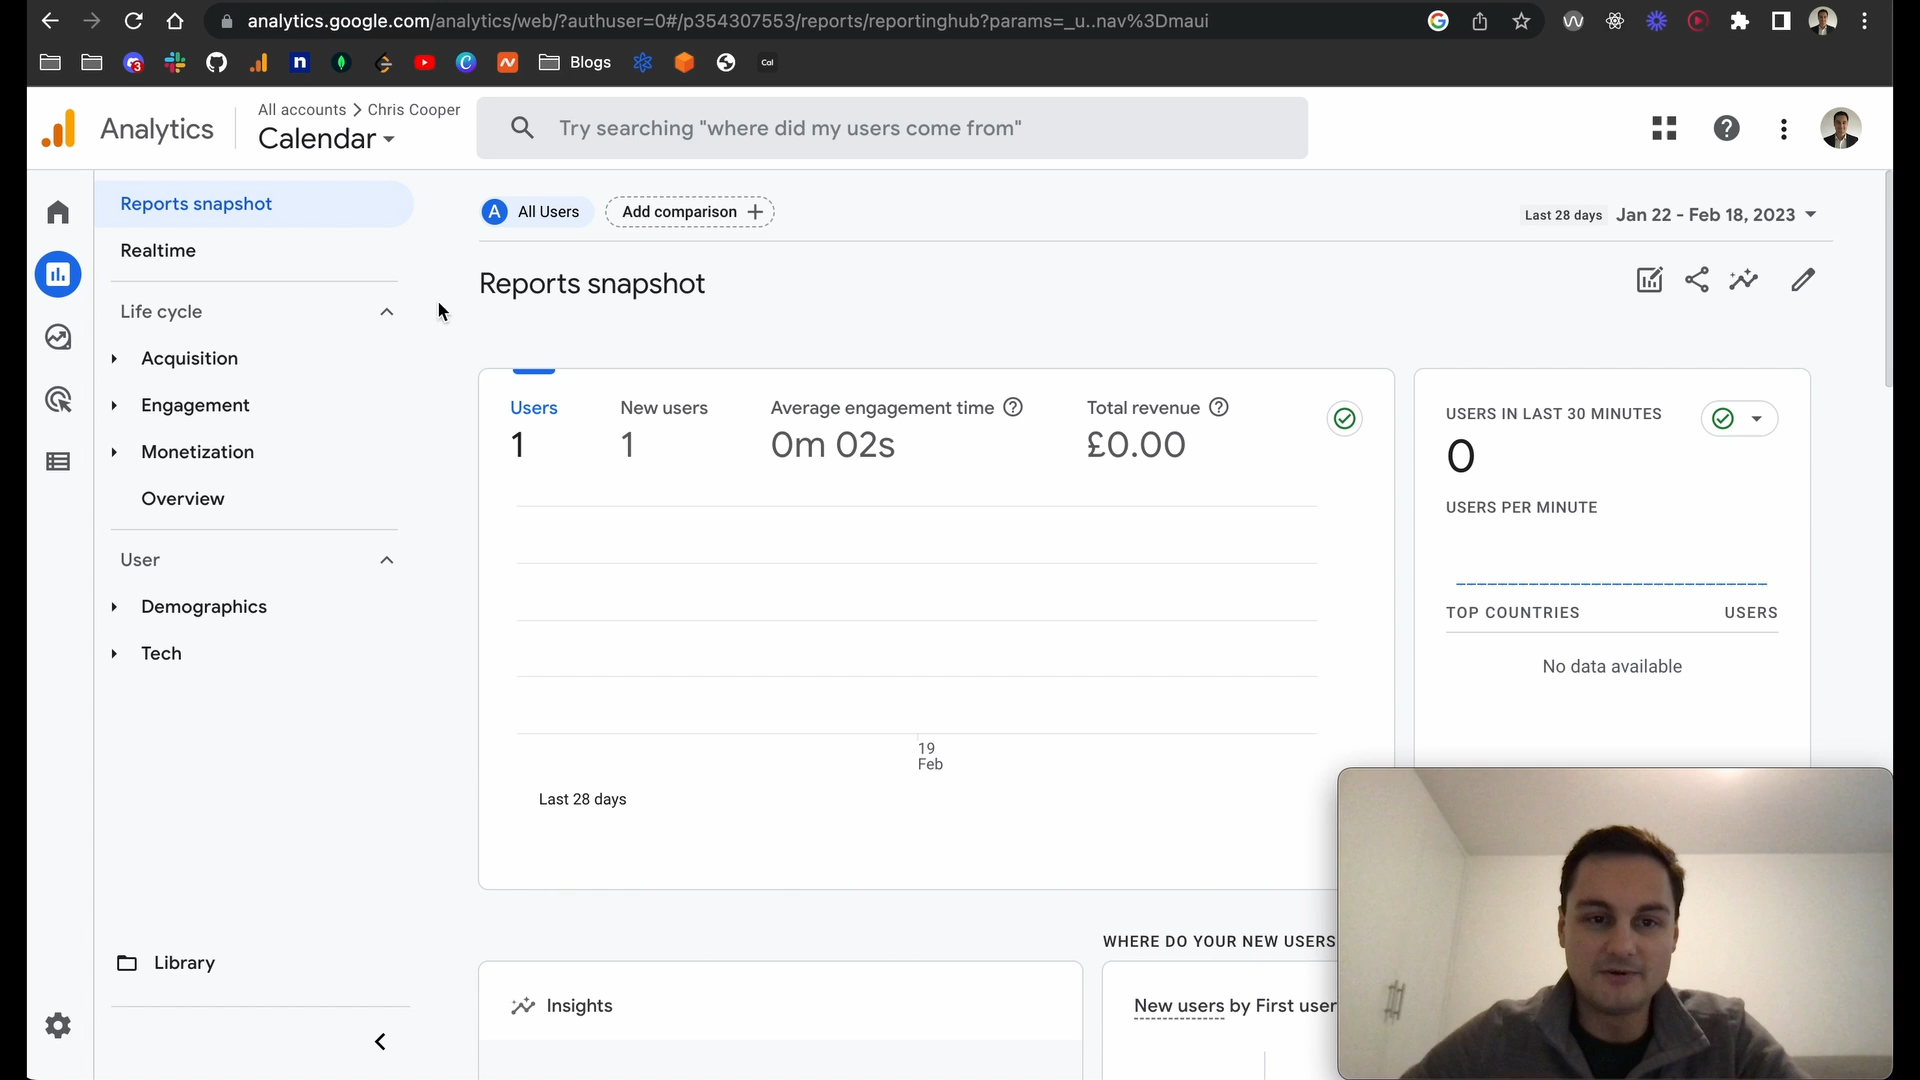 analytics.google.com/analytics/web/?authuser=0#/p354307553/reports/reportinghub?params=_u..nav%3Dmaui
3
n
Blogs
Cal
Analytics
All accounts > Chris Cooper
Calendar
Try searching "where did my users come from"
Reports snapshot
Realtime
Life cycle
Acquisition
Engagement
Monetization
Overview
User
Demographics
Tech
Library
A All Users
Add comparison +
Last 28 days Jan 22 - Feb 18, 2023
Reports snapshot
Users
1
New users
1
Average engagement time
0m 02s
Total revenue
£0.00
19
Feb
Last 28 days
USERS IN LAST 30 MINUTES
0
USERS PER MINUTE
TOP COUNTRIES USERS
No data available
Insights
WHERE DO YOUR NEW USERS
New users by First user